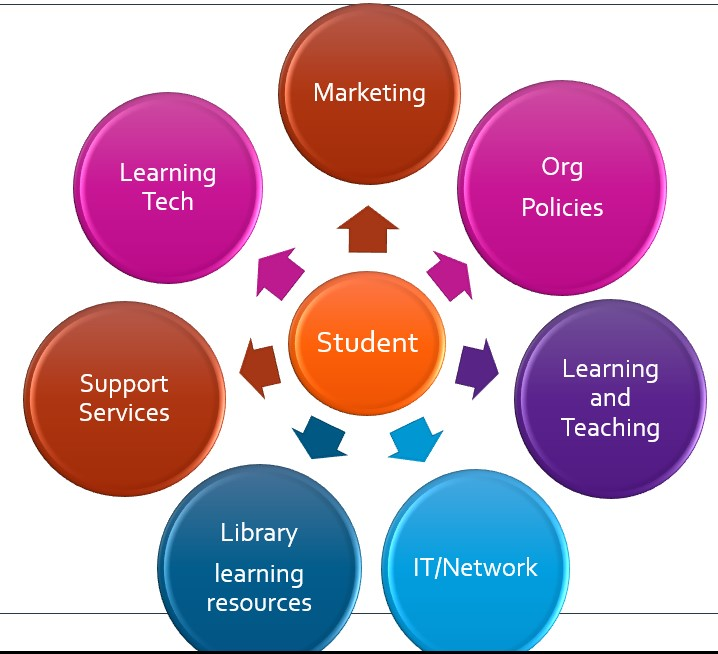 Marketing
Org
Policies
Learning
Tech
Student
Learning
and
Teaching
Support
Services
Library
learning
resources
IT/Network